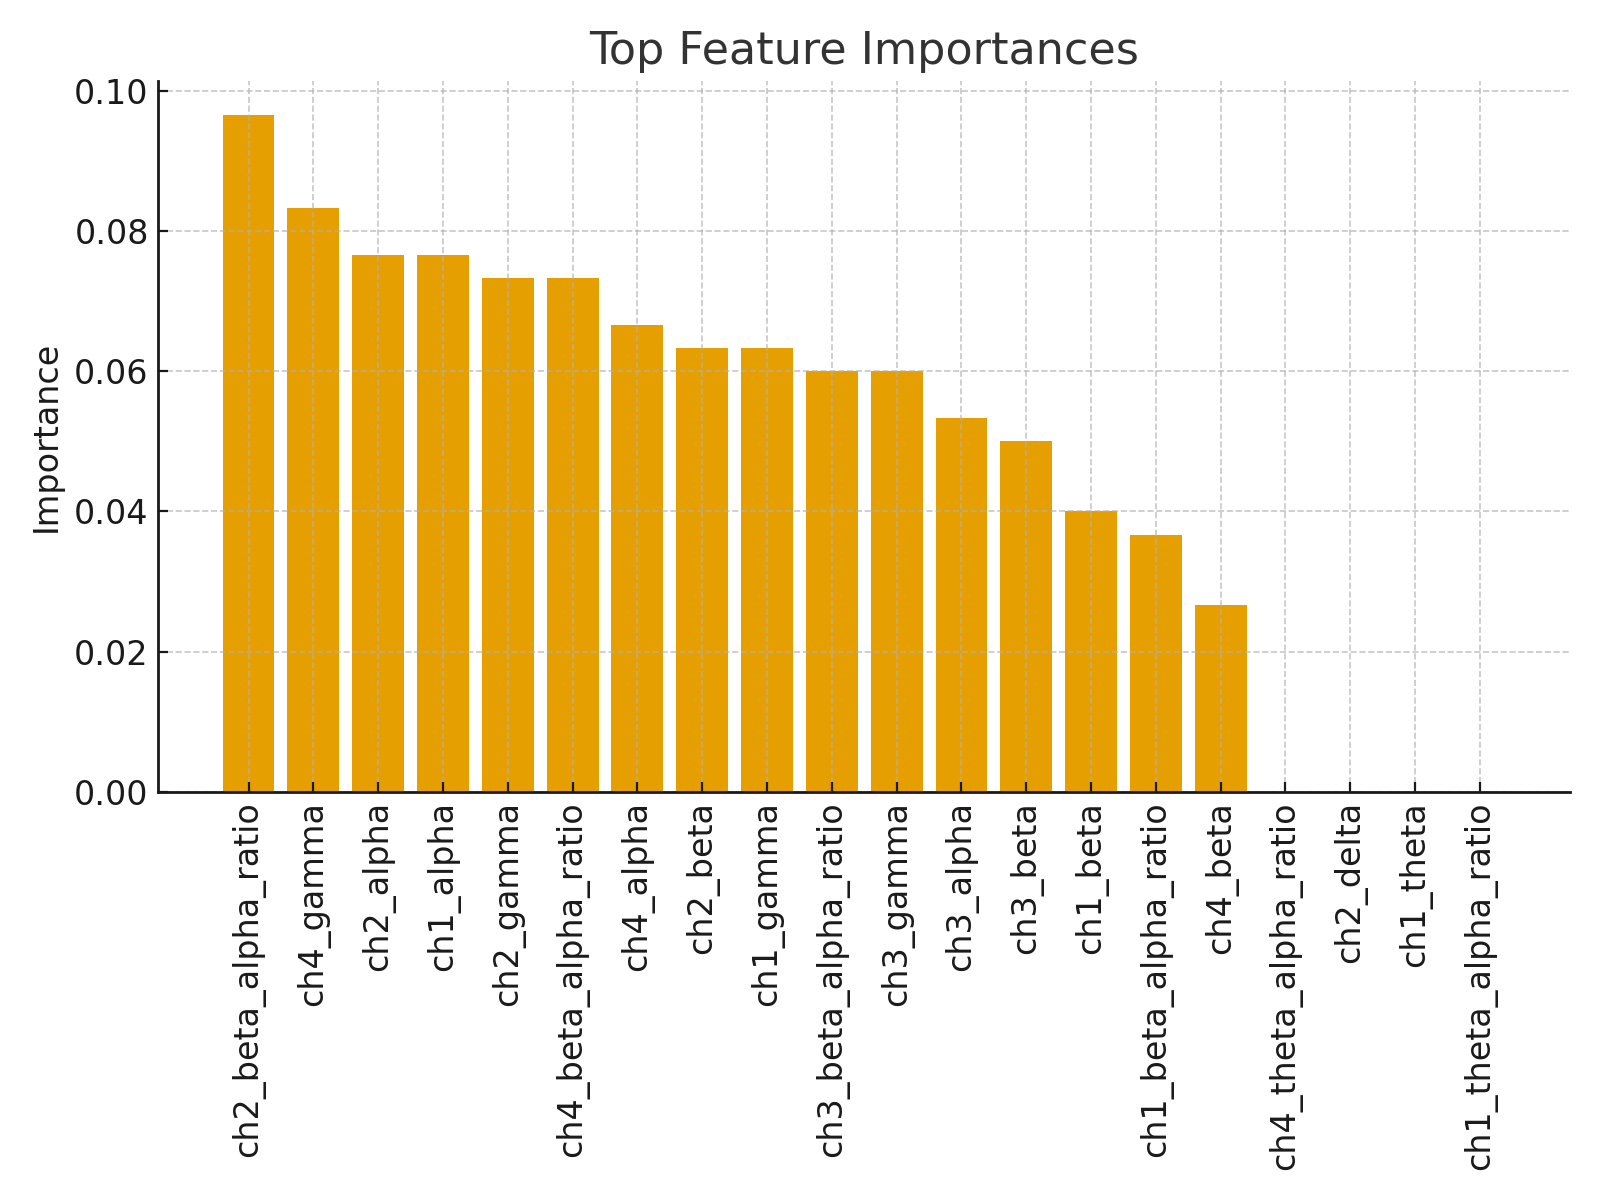 Top Feature Importances
Importance
0.10
0.08
0.06
0.04
0.02
0.00
ch2_beta_alpha_ratio
ch4_gamma
ch2_alpha
ch1_alpha
ch2_gamma
ch4_beta_alpha_ratio
ch4_alpha
ch2_beta
ch1_gamma
ch3_beta_alpha_ratio
ch3_gamma
ch3_alpha
ch3_beta
ch1_beta
ch1_beta_alpha_ratio
ch4_beta
ch4_theta_alpha_ratio
ch2_delta
ch1_theta
ch1_theta_alpha_ratio